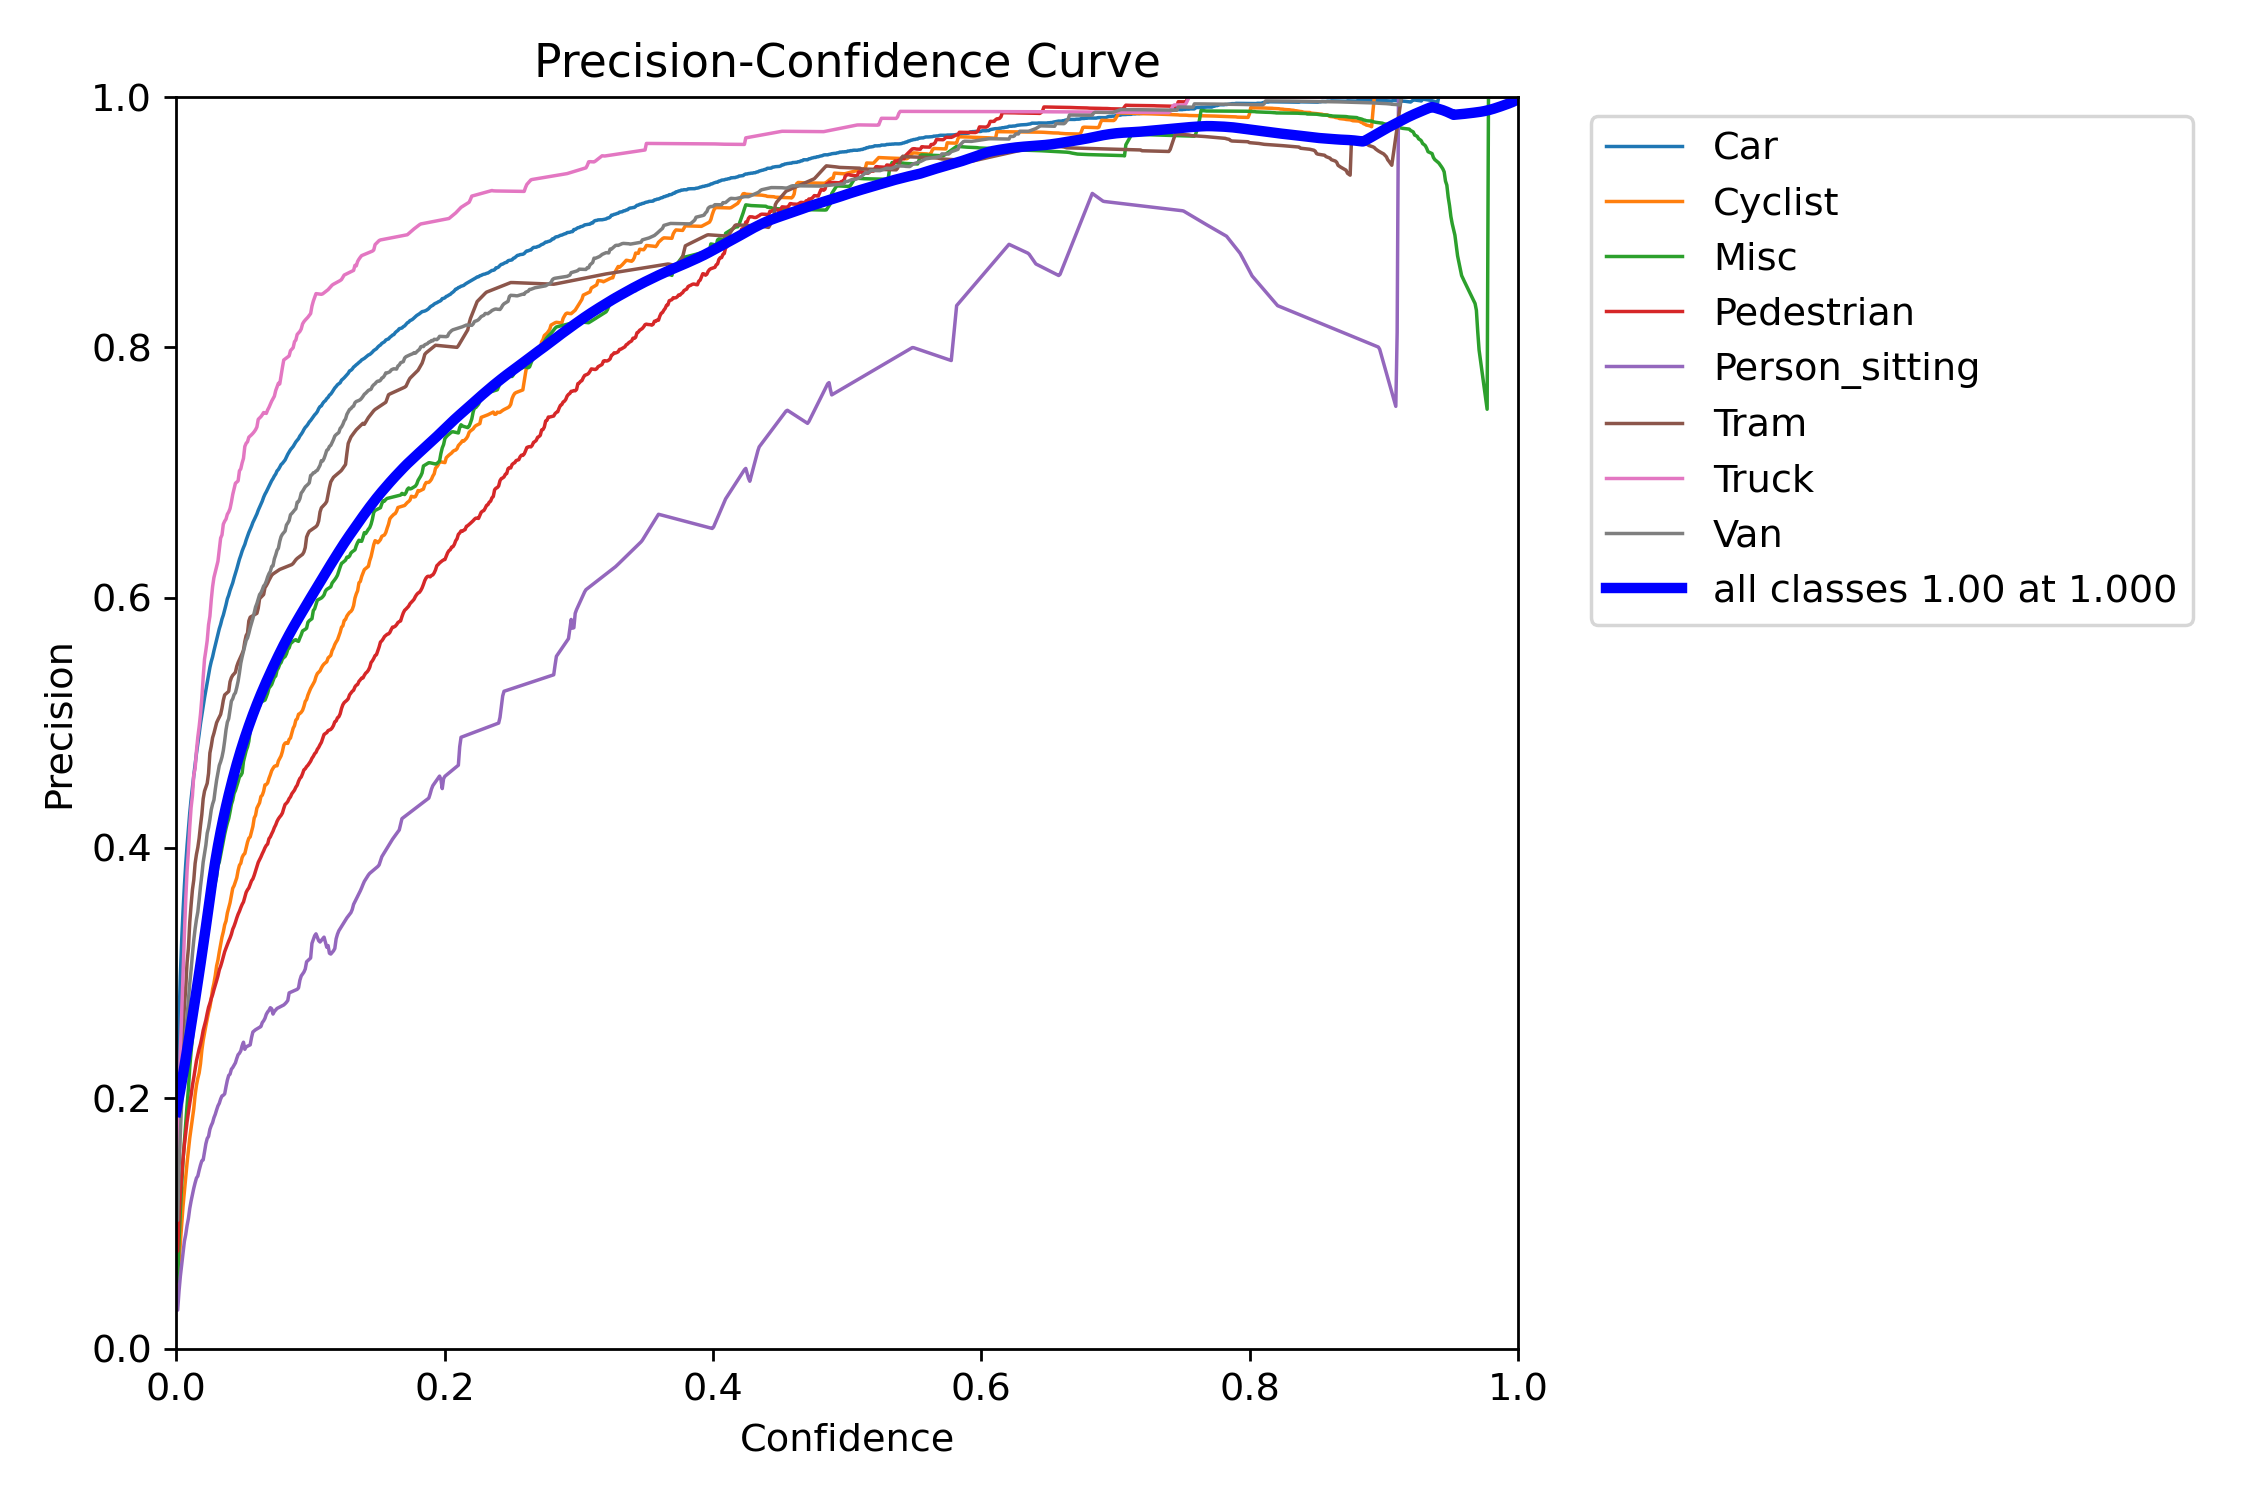 Precision-Confidence Curve
1.0
0.8
0.6
0.4
0.2
0.0
Precision
0.0 0.2 0.4 0.6 0.8 1.0
Confidence
Car
Cyclist
Misc
Pedestrian
Person_sitting
Tram
Truck
Van
all classes 1.00 at 1.000